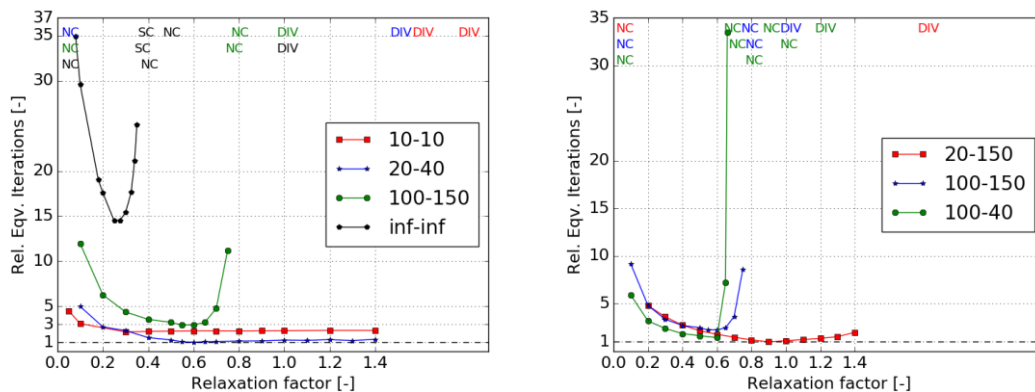 35 NC SC NC NC DIV DIV DIV DIV
NC SC NC DIV
NC NC
30
25
20
15
10
5
3
1
10-10
20-40
100-150
inf-inf
0.0 0.2 0.4 0.6 0.8 1.0 1.2 1.4
Relaxation factor [-]
Rel. Eqv. Iterations [-]
35
NC NC NC NC DIV DIV DIV
NC NC NC NC
NC NC
30
25
20
15
10
5
1
20-150
100-150
100-40
0.0 0.2 0.4 0.6 0.8 1.0 1.2 1.4
Relaxation factor [-]
Rel. Eqv. Iterations [-]